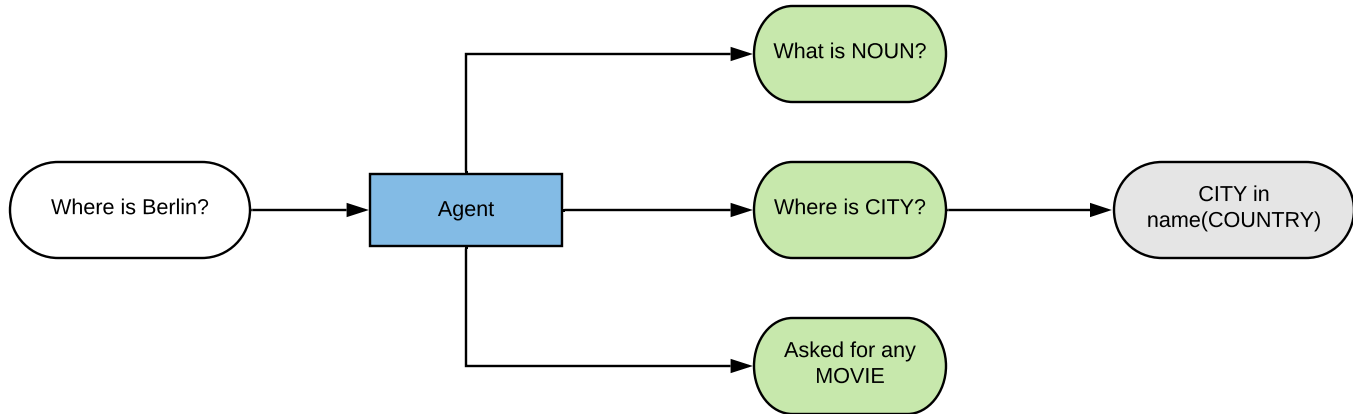 What is NOUN?
Where is Berlin?
Agent
Where is CITY?
CITY in
name(COUNTRY)
Asked for any
MOVIE